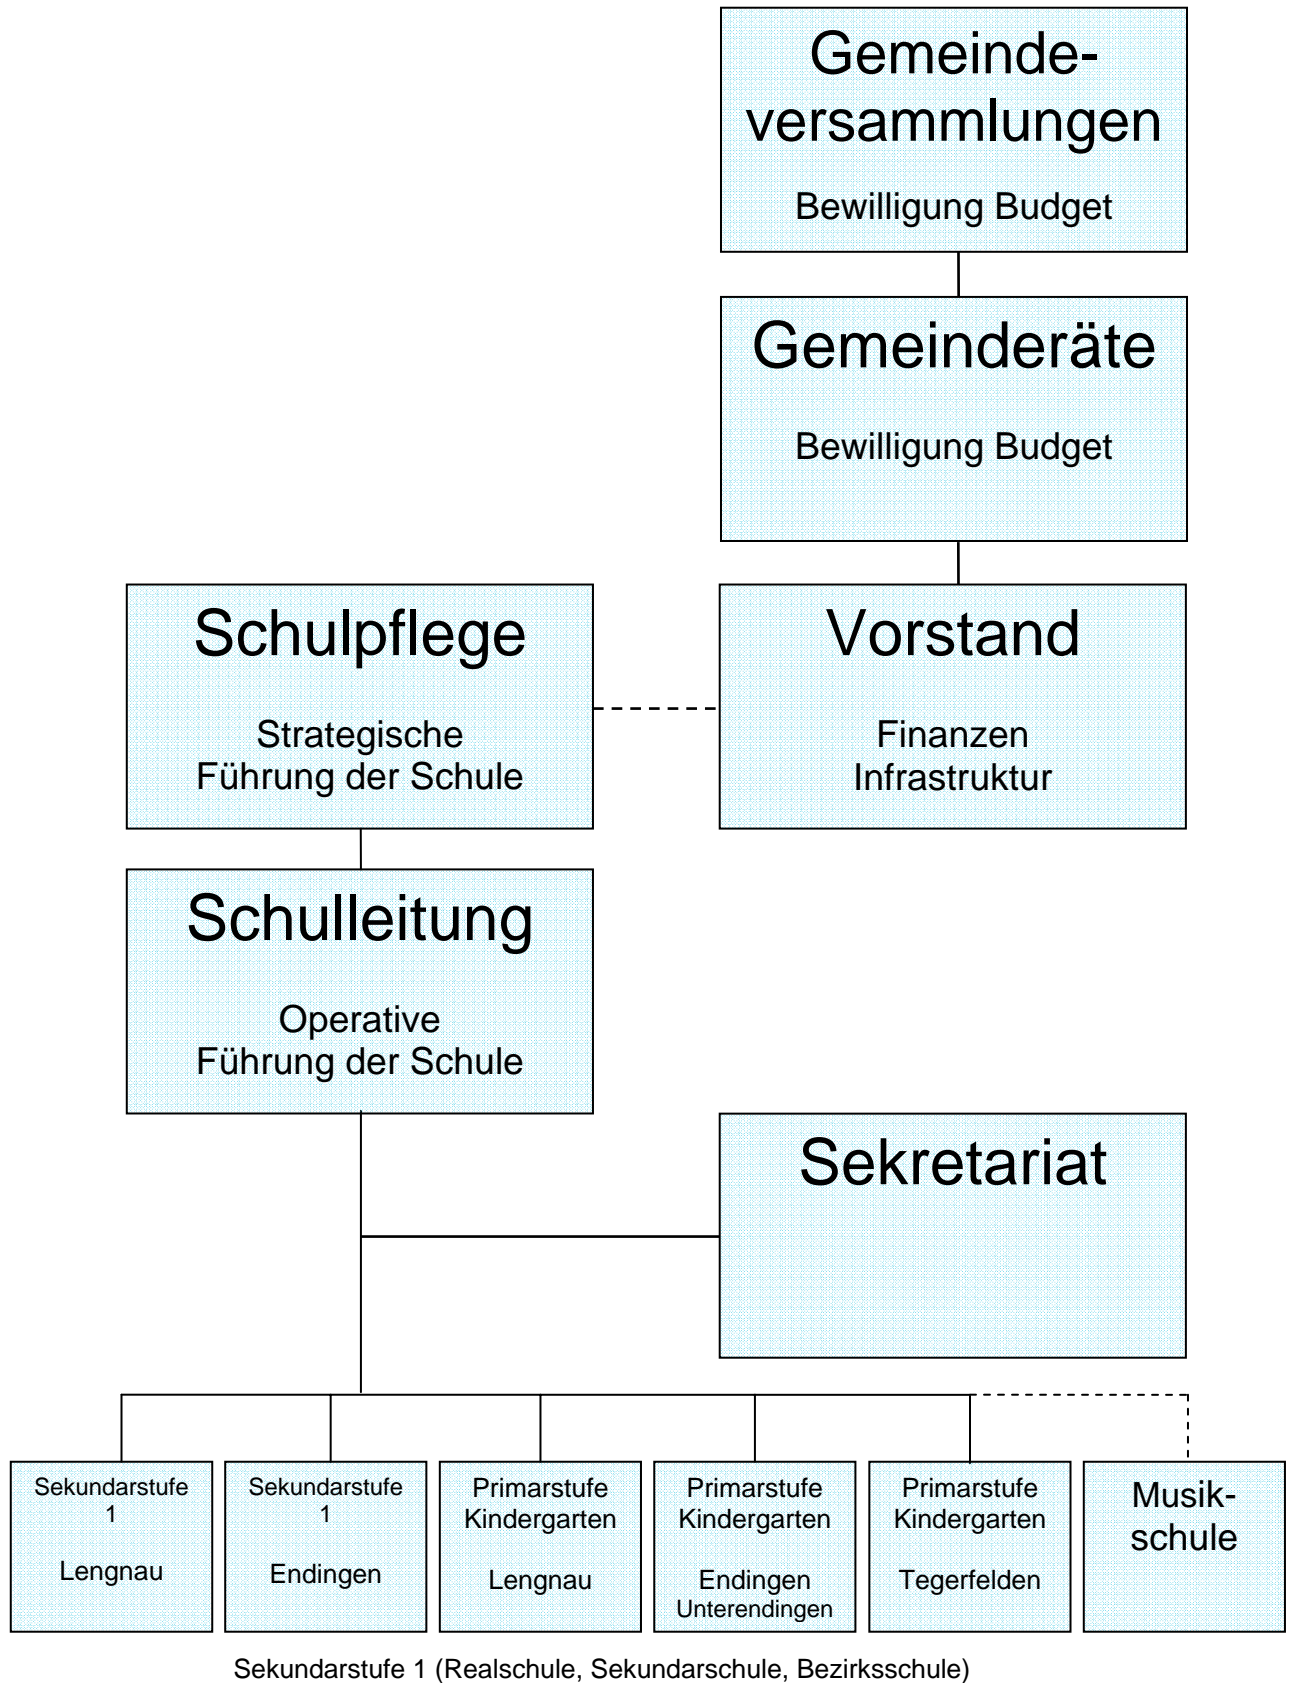 Gemeinde-
versammlungen
Bewilligung Budget
Gemeinderäte
Bewilligung Budget
Schulpflege
Strategische
Führung der Schule
Vorstand
Finanzen
Infrastruktur
Schulleitung
Operative
Führung der Schule
Sekretariat
Sekundarstufe
1
Lengnau
Sekundarstufe
1
Endingen
Primarstufe
Kindergarten
Lengnau
Primarstufe
Kindergarten
Endingen
Unterendingen
Primarstufe
Kindergarten
Tegerfelden
Musik-
schule
Sekundarstufe 1 (Realschule, Sekundarschule, Bezirksschule)